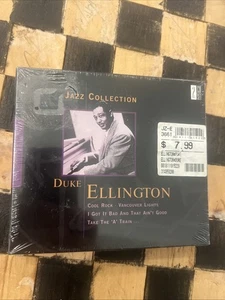 JAZZ COLLECTION
$ 7.99
DUKE ELLINGTON
COOL ROCK · VANCOUVER LIGHTS
I GOT IT BAD AND THAT AIN'T GOOD
TAKE THE 'A' TRAIN